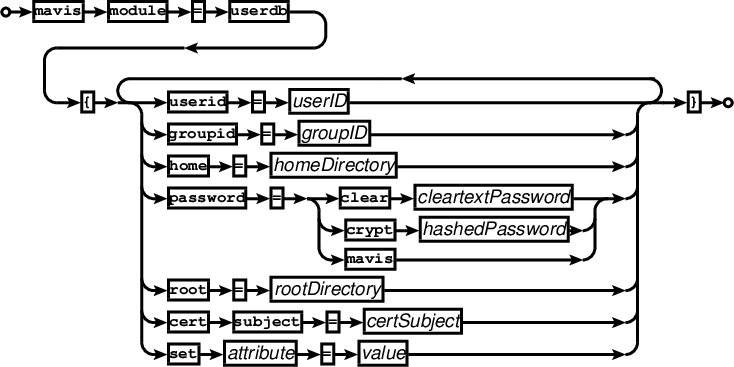 mavis module = userdb
{ userid = userID }
groupid = groupID
home = homeDirectory
password = clear cleartextPassword
crypt hashedPassword
mavis
root = rootDirectory
cert subject = certSubject
set attribute = value